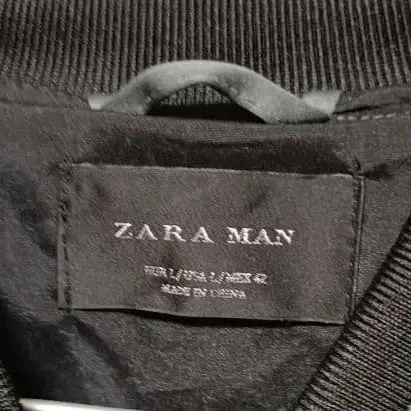 ZARA MAN
EUR L/USA L/MEX 42
MADE IN CHINA